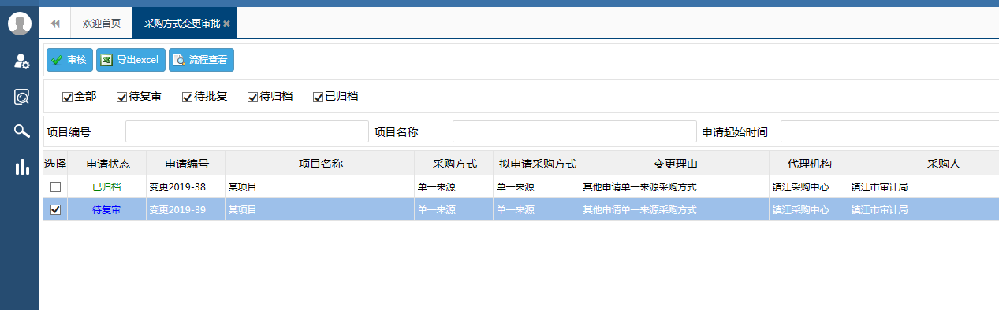 欢迎首页 采购方式变更审批
审核 导出excel 流程查看
全部 待复审 待批复 待归档 已归档
项目编号 项目名称 申请起始时间
选择 申请状态 申请编号 项目名称 采购方式 拟申请采购方式 变更理由 代理机构 采购人
已归档 变更2019-38 某项目 单一来源 单一来源 其他申请单一来源采购方式 镇江采购中心 镇江市审计局
待复审 变更2019-39 某项目 单一来源 单一来源 其他申请单一来源采购方式 镇江采购中心 镇江市审计局